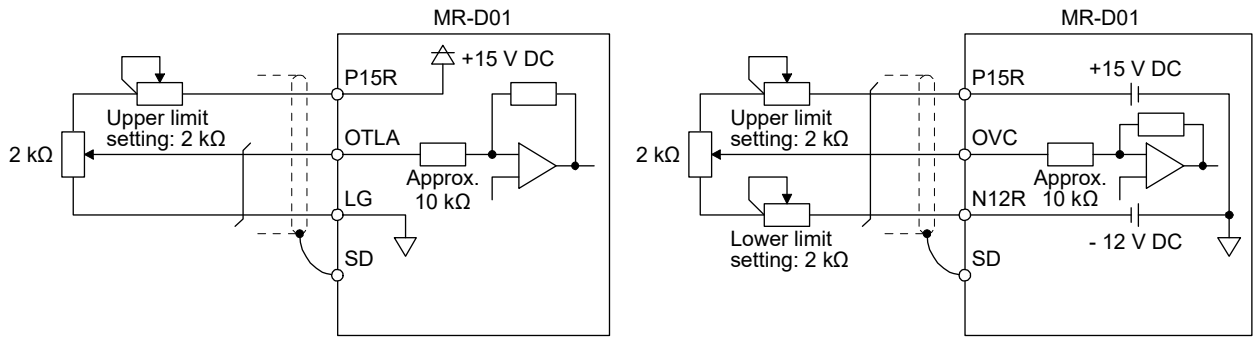 MR-D01
P15R
+15 V DC
Upper limit
setting: 2 kΩ
2 kΩ
OTLA
Approx.
10 kΩ
LG
SD
MR-D01
P15R
+15 V DC
Upper limit
setting: 2 kΩ
2 kΩ
OVC
Approx.
10 kΩ
N12R
Lower limit
setting: 2 kΩ
- 12 V DC
SD